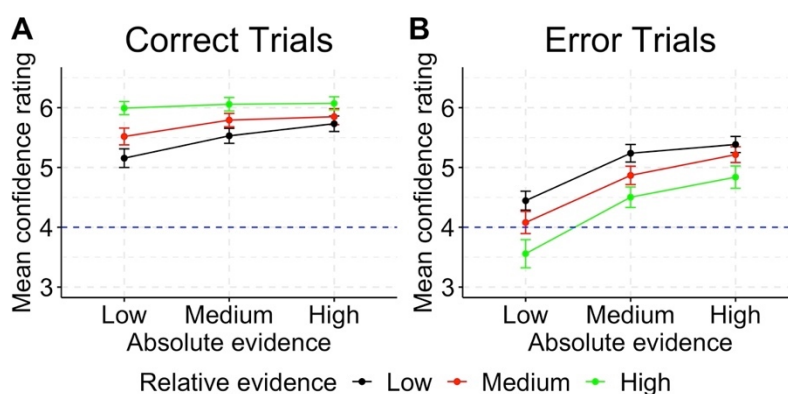 A Correct Trials
B Error Trials
Mean confidence rating
6
5
4
3
Low Medium High
Absolute evidence
Mean confidence rating
6
5
4
3
Low Medium High
Absolute evidence
Relative evidence Low Medium High